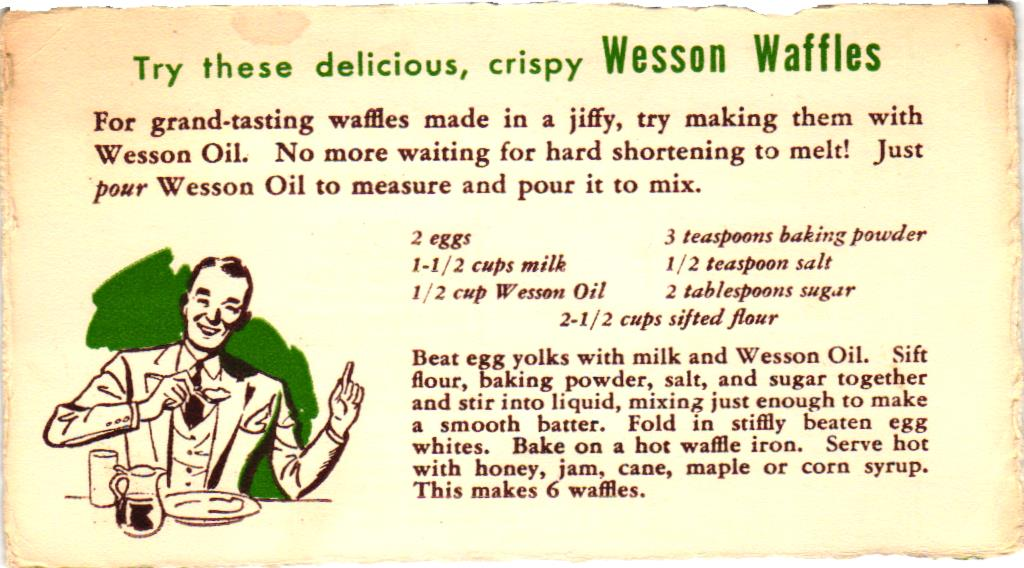 Try these delicious, crispy Wesson Waffles
For grand-tasting waffles made in a jiffy, try making them with
Wesson Oil. No more waiting for hard shortening to melt! Just
pour Wesson Oil to measure and pour it to mix.
2 eggs 3 teaspoons baking powder
1-1/2 cups milk 1/2 teaspoon salt
1/2 cup Wesson Oil 2 tablespoons sugar
2-1/2 cups sifted flour
Beat egg yolks with milk and Wesson Oil. Sift
flour, baking powder, salt, and sugar together
and stir into liquid, mixing just enough to make
a smooth batter. Fold in stiffly beaten egg
whites. Bake on a hot waffle iron. Serve hot
with honey, jam, cane, maple or corn syrup.
This makes 6 waffles.